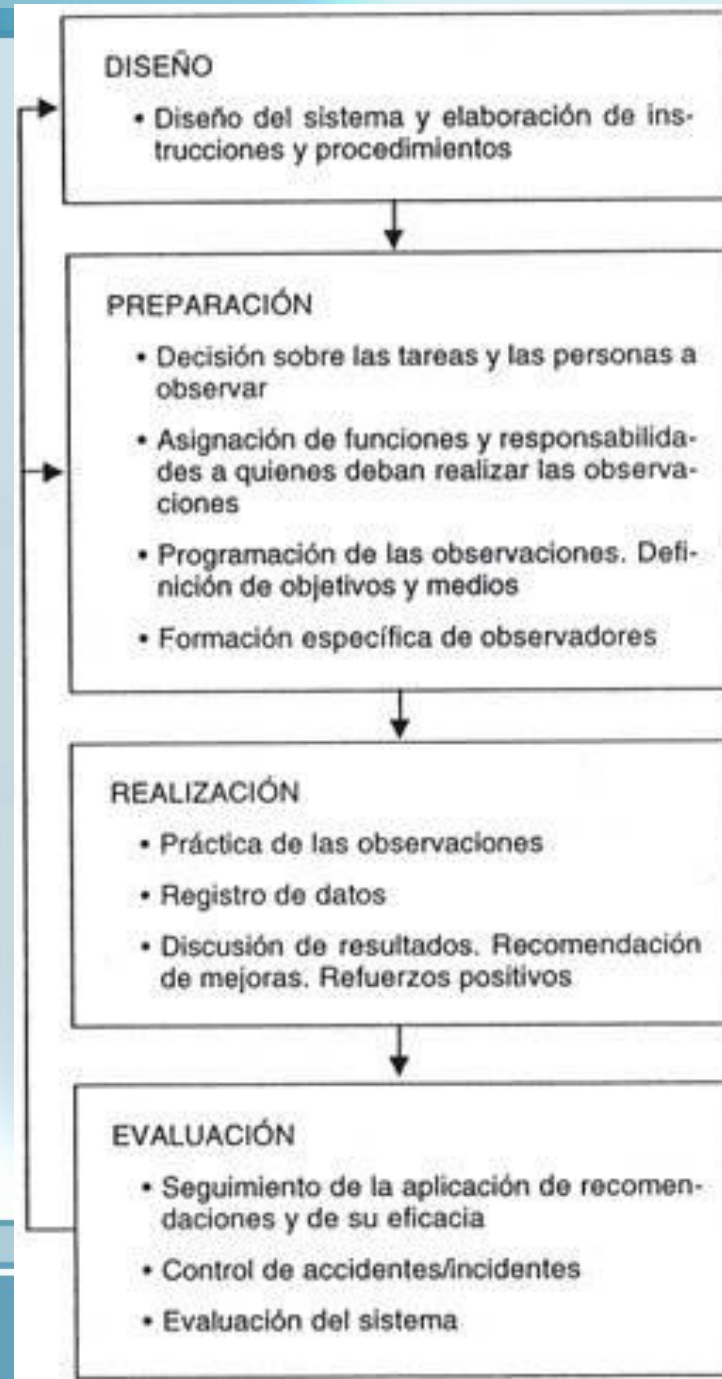 DISEÑO
• Diseño del sistema y elaboración de ins-
trucciones y procedimientos
PREPARACIÓN
• Decisión sobre las tareas y las personas a
observar
• Asignación de funciones y responsabilida-
des a quienes deban realizar las observa-
ciones
• Programación de las observaciones. Defi-
nición de objetivos y medios
• Formación específica de observadores
REALIZACIÓN
• Práctica de las observaciones
• Registro de datos
• Discusión de resultados. Recomendación
de mejoras. Refuerzos positivos
EVALUACIÓN
• Seguimiento de la aplicación de recomen-
daciones y de su eficacia
• Control de accidentes/incidentes
• Evaluación del sistema